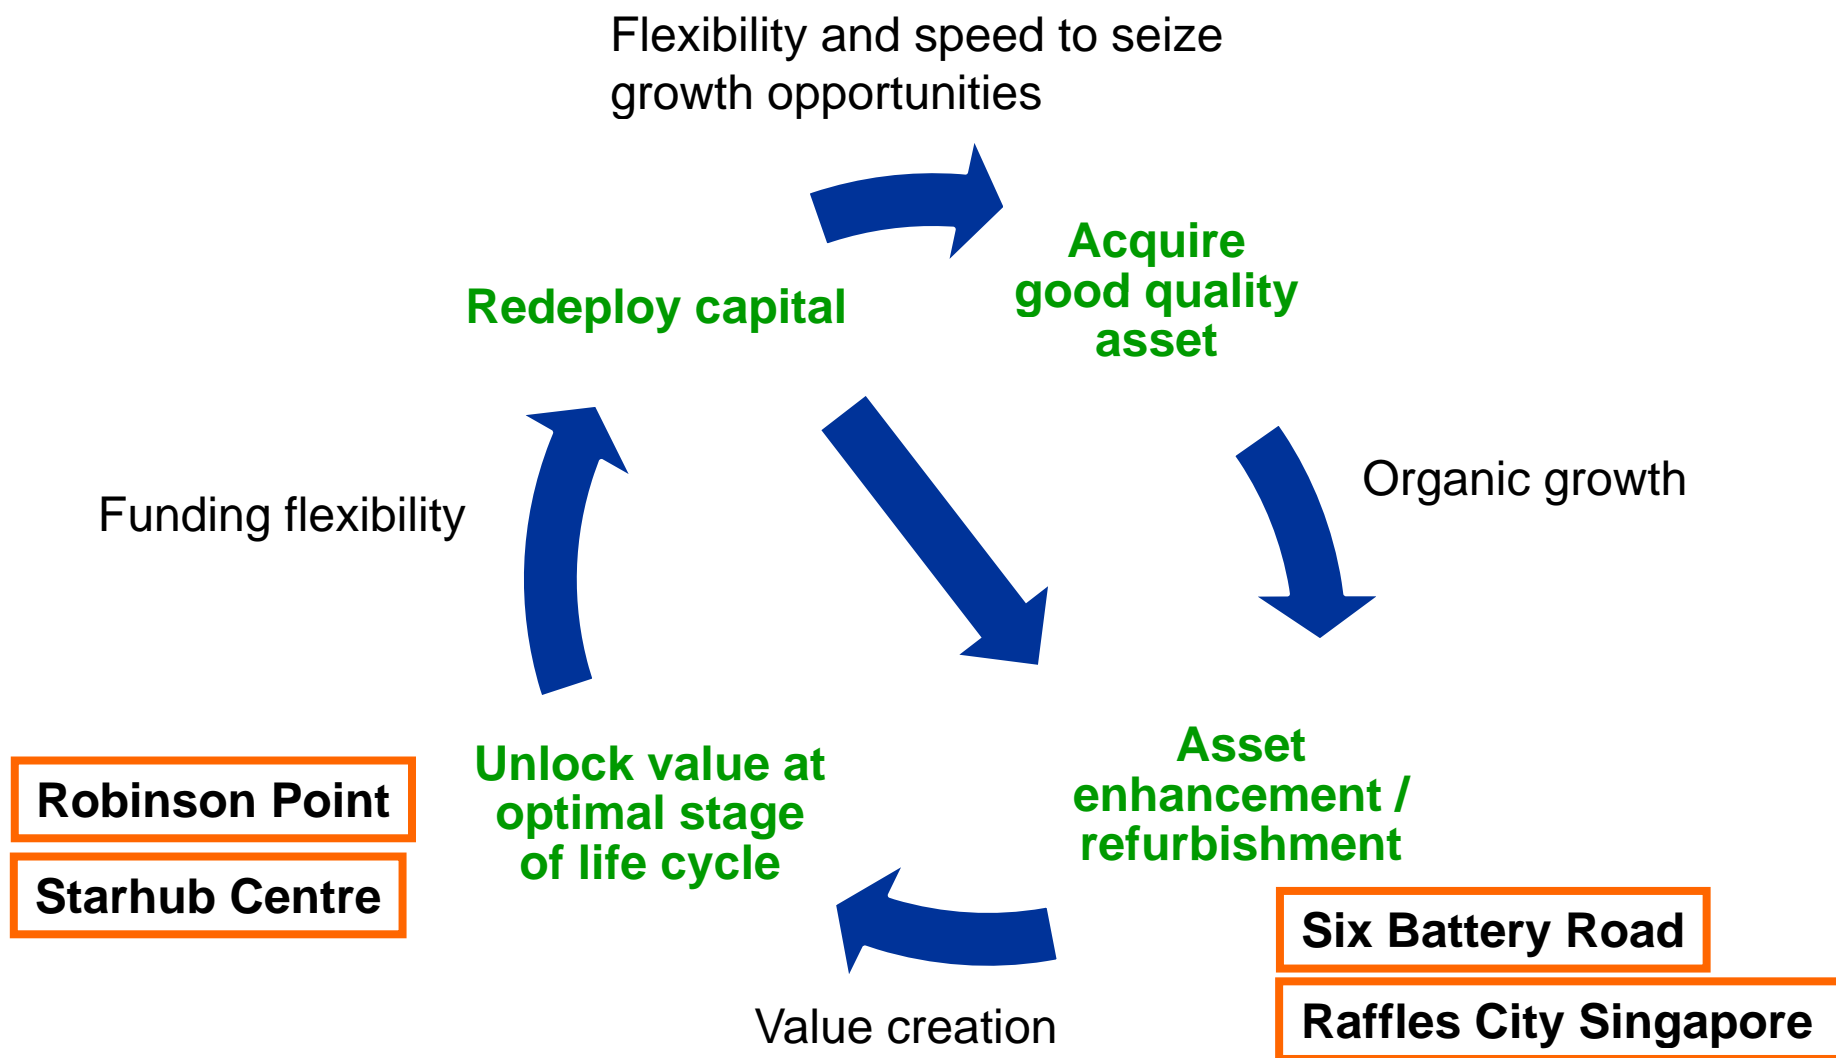 Flexibility and speed to seize
growth opportunities
Redeploy capital
Acquire
good quality
asset
Funding flexibility
Organic growth
Robinson Point
Starhub Centre
Unlock value at
optimal stage
of life cycle
Asset
enhancement /
refurbishment
Six Battery Road
Raffles City Singapore
Value creation